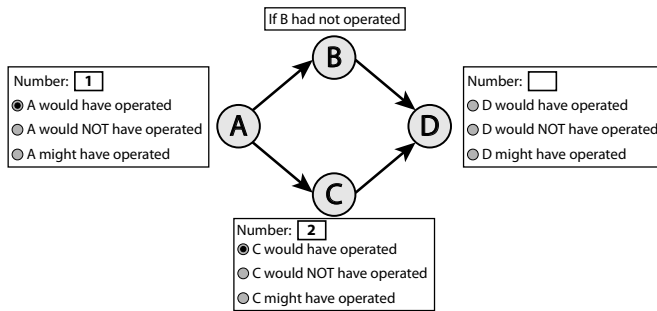 If B had not operated
B
Number: 1
A would have operated
A would NOT have operated
A might have operated
A
D
Number:
D would have operated
D would NOT have operated
D might have operated
C
Number: 2
C would have operated
C would NOT have operated
C might have operated